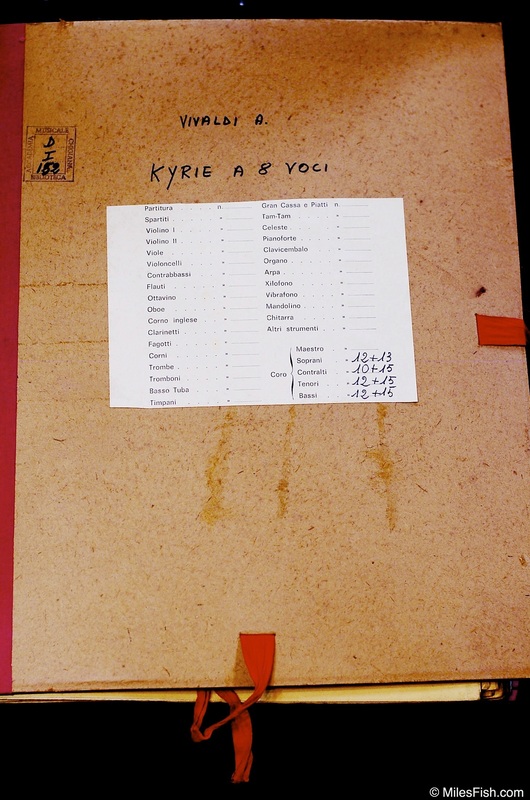 VIVALDI A.
KYRIE A 8 VOCI
MUSICALE
D
I
152
BIBLIOTECA
Partitura . . . . . . . n.
Spartiti . . . . . . . "
Violino I . . . . . . . "
Violino II . . . . . . . "
Viole . . . . . . . "
Violoncelli . . . . . . . "
Contrabbassi . . . . . . . "
Flauti . . . . . . . "
Ottavino . . . . . . . "
Oboe . . . . . . . "
Corno inglese . . . . . . . "
Clarinetti . . . . . . . "
Fagotti . . . . . . . "
Corni . . . . . . . "
Trombe . . . . . . . "
Tromboni . . . . . . . "
Basso Tuba . . . . . . . "
Timpani . . . . . . . "
Gran Cassa e Piatti n.
Tam-Tam . . . . . "
Celeste . . . . . "
Pianoforte . . . . . "
Clavicembalo . . . . . "
Organo . . . . . "
Arpa . . . . . "
Xilofono . . . . . "
Vibrafono . . . . . "
Mandolino . . . . . "
Chitarra . . . . . "
Altri strumenti . . "
Coro
Maestro . . "
Soprani . . " 12+13
Contralti . . " 10+15
Tenori . . " 12+15
Bassi . . " 12+15
© MilesFish.com